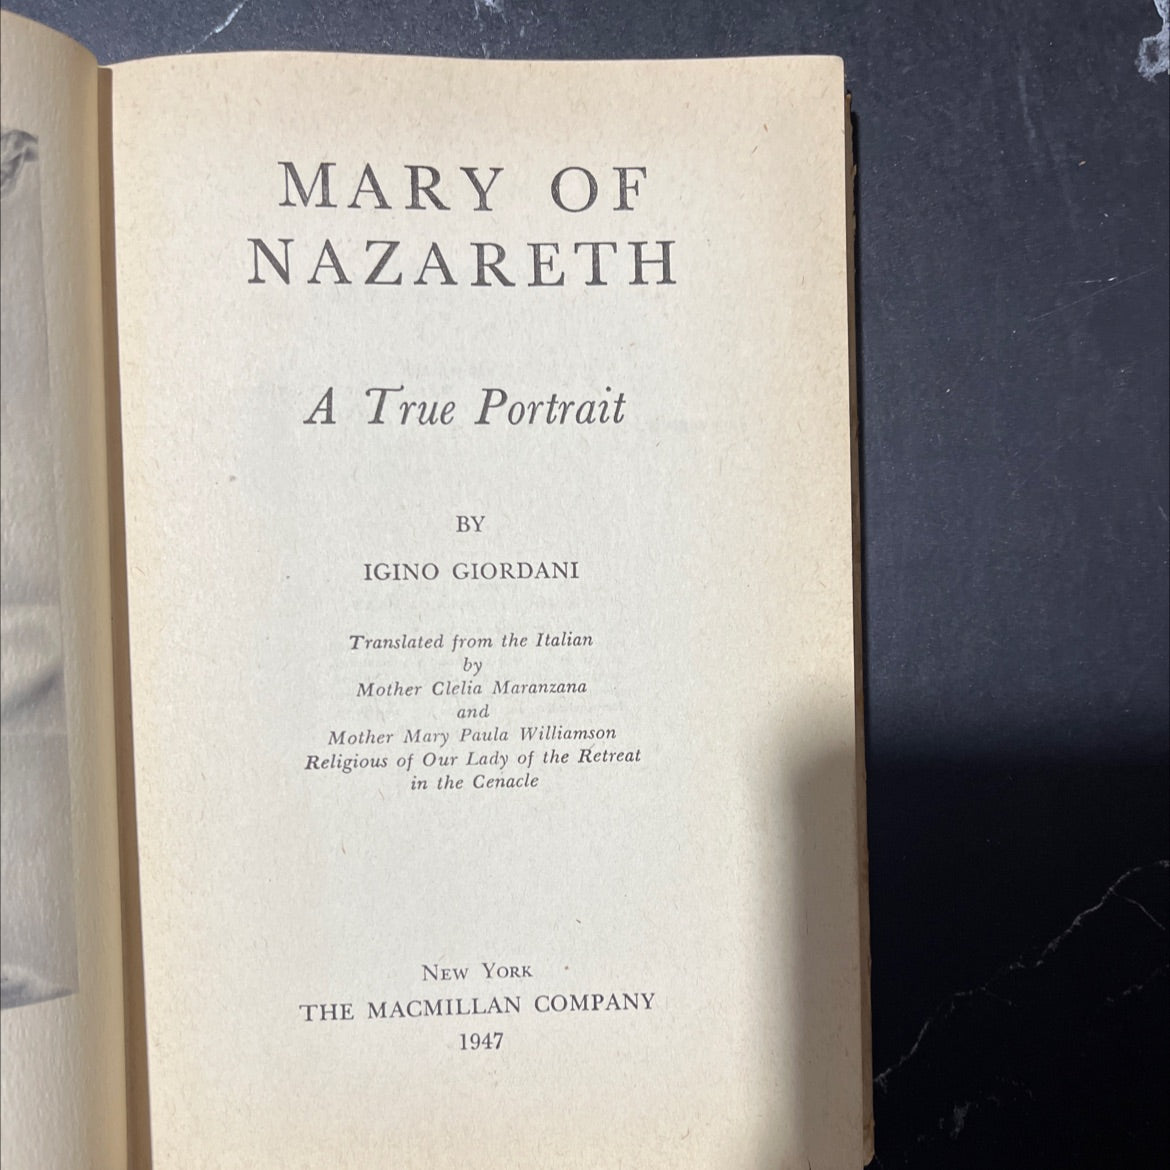 MARY OF
NAZARETH
A True Portrait
BY
IGINO GIORDANI
Translated from the Italian
by
Mother Clelia Maranzana
and
Mother Mary Paula Williamson
Religious of Our Lady of the Retreat
in the Cenacle
NEW YORK
THE MACMILLAN COMPANY
1947